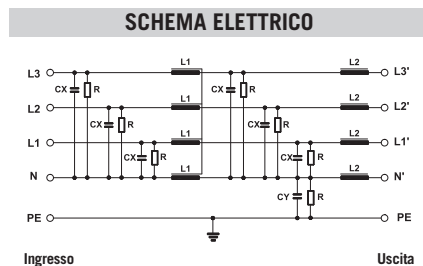 SCHEMA ELETTRICO
L1 L2
L3 CX R CX R L3'
L1 L2
L2 CX R CX R L2'
L1 L2
L1 CX R CX R L1'
L1 L2
N N'
CY R
PE PE
Ingresso Uscita